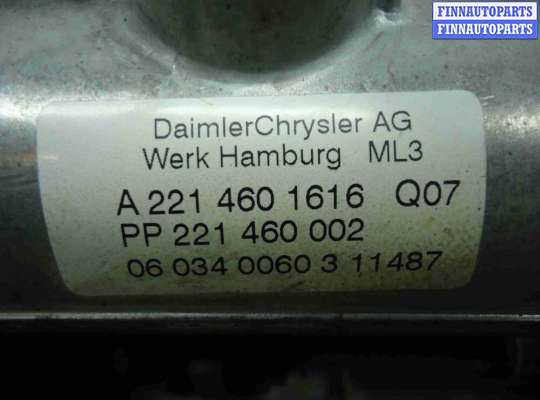 FINNAUTOPARTS
FINNAUTOPARTS
DaimlerChrysler AG
Werk Hamburg ML3
A 221 460 1616 Q07
PP 221 460 002
06 034 0060 3 11487